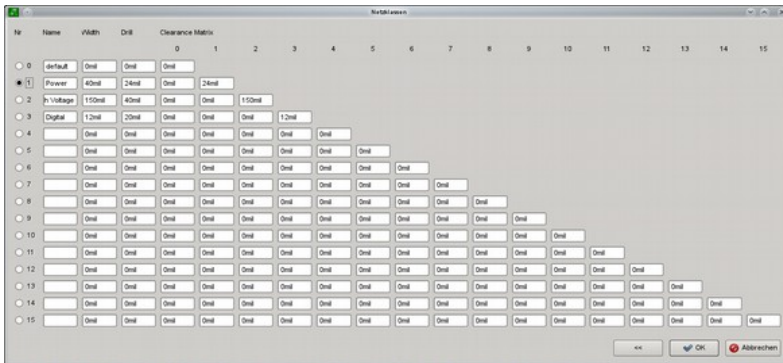 Netzklassen
Nr Name Width Drill Clearance Matrix
0 1 2 3 4 5 6 7 8 9 10 11 12 13 14 15
0 default 0mil 0mil 0mil
1 Power 40mil 24mil 0mil 24mil
2 h Voltage 150mil 40mil 0mil 0mil 150mil
3 Digital 12mil 20mil 0mil 0mil 0mil 12mil
4 0mil 0mil 0mil 0mil 0mil 0mil 0mil
5 0mil 0mil 0mil 0mil 0mil 0mil 0mil 0mil
6 0mil 0mil 0mil 0mil 0mil 0mil 0mil 0mil 0mil
7 0mil 0mil 0mil 0mil 0mil 0mil 0mil 0mil 0mil 0mil
8 0mil 0mil 0mil 0mil 0mil 0mil 0mil 0mil 0mil 0mil 0mil
9 0mil 0mil 0mil 0mil 0mil 0mil 0mil 0mil 0mil 0mil 0mil 0mil
10 0mil 0mil 0mil 0mil 0mil 0mil 0mil 0mil 0mil 0mil 0mil 0mil 0mil
11 0mil 0mil 0mil 0mil 0mil 0mil 0mil 0mil 0mil 0mil 0mil 0mil 0mil 0mil
12 0mil 0mil 0mil 0mil 0mil 0mil 0mil 0mil 0mil 0mil 0mil 0mil 0mil 0mil 0mil
13 0mil 0mil 0mil 0mil 0mil 0mil 0mil 0mil 0mil 0mil 0mil 0mil 0mil 0mil 0mil 0mil
14 0mil 0mil 0mil 0mil 0mil 0mil 0mil 0mil 0mil 0mil 0mil 0mil 0mil 0mil 0mil 0mil 0mil
15 0mil 0mil 0mil 0mil 0mil 0mil 0mil 0mil 0mil 0mil 0mil 0mil 0mil 0mil 0mil 0mil 0mil 0mil
<< OK Abbrechen